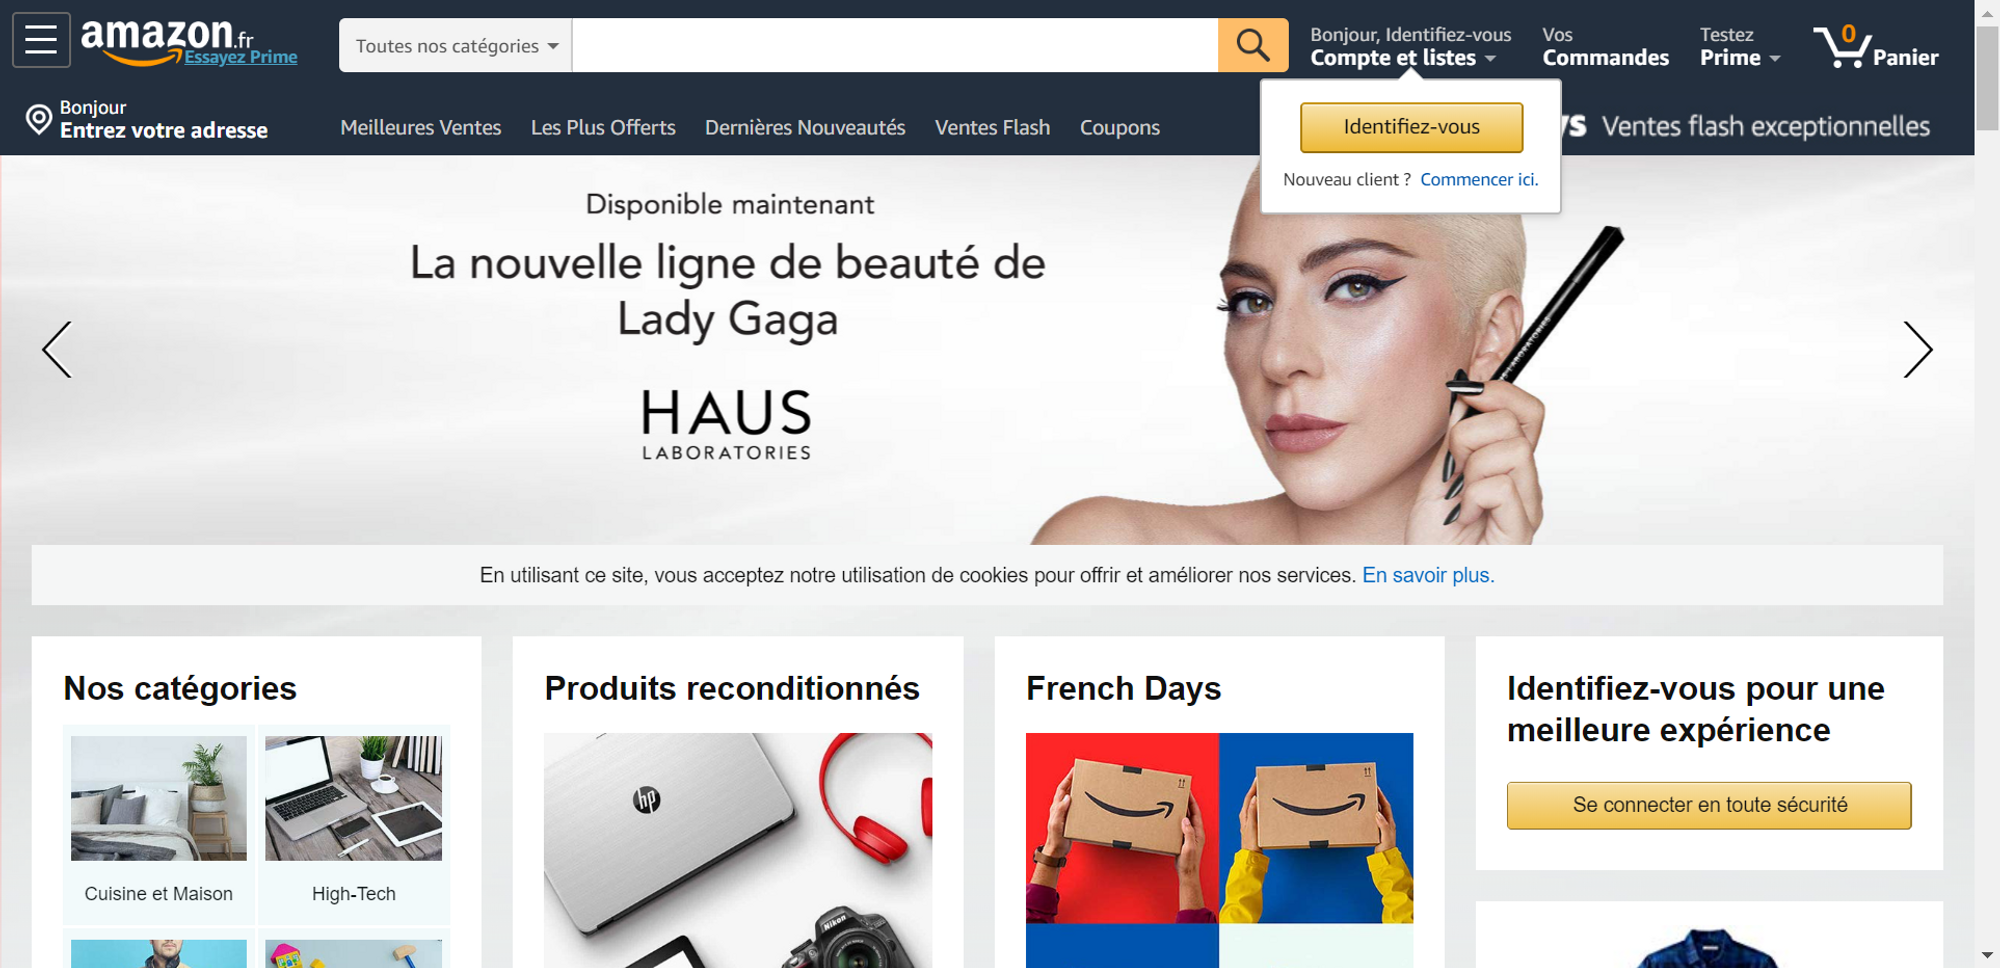 amazon.fr
Essayez Prime
Toutes nos catégories
Bonjour, Identifiez-vous
Compte et listes
Vos
Commandes
Testez
Prime
0
Panier
Bonjour
Entrez votre adresse
Meilleures Ventes
Les Plus Offerts
Dernières Nouveautés
Ventes Flash
Coupons
Identifiez-vous
Nouveau client ? Commencer ici.
Ventes flash exceptionnelles
Disponible maintenant
La nouvelle ligne de beauté de
Lady Gaga
HAUS
LABORATORIES
En utilisant ce site, vous acceptez notre utilisation de cookies pour offrir et améliorer nos services. En savoir plus.
Nos catégories
Cuisine et Maison
High-Tech
Produits reconditionnés
hp
Nikon
French Days
Identifiez-vous pour une
meilleure expérience
Se connecter en toute sécurité